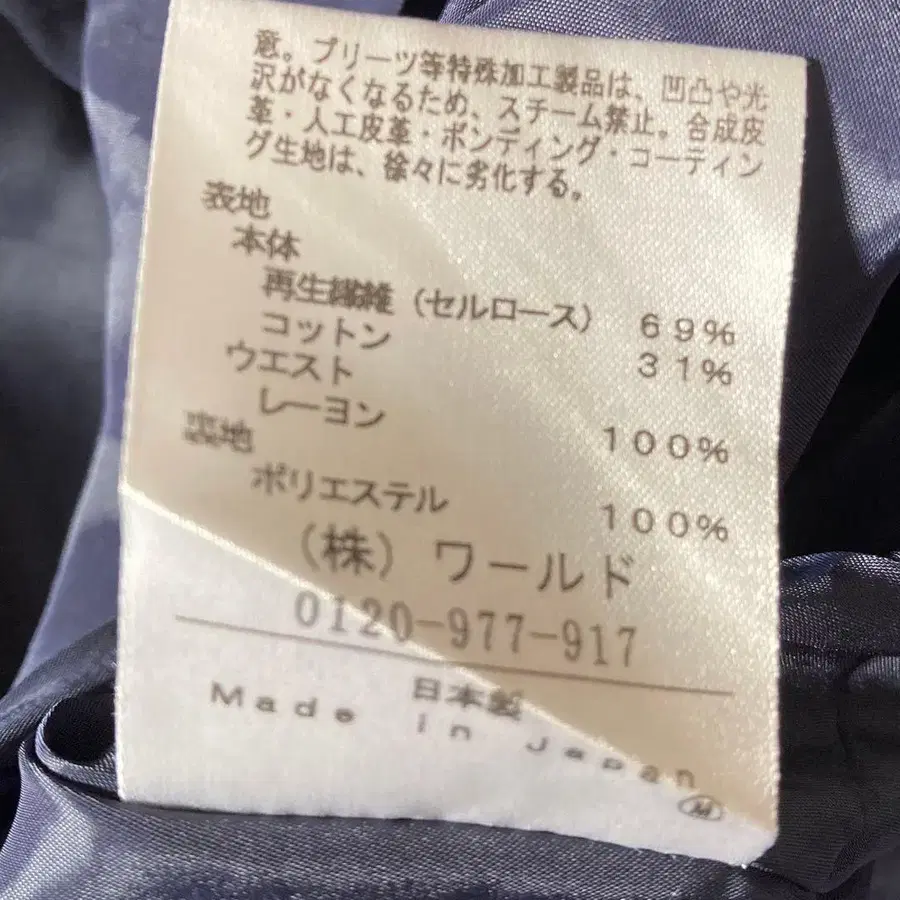 意。プリーツ等特殊加工製品は、凹凸や光
沢がなくなるため、スチーム禁止。合成皮
革・人工皮革・ボンディング・コーティン
グ生地は、徐々に劣化する。
表地
本体
再生繊維（セルロース） 69%
コットン 31%
ウエスト
レーヨン 100%
裏地
ポリエステル 100%
（株）ワールド
0120-977-917
日本製
Made in Japan
M